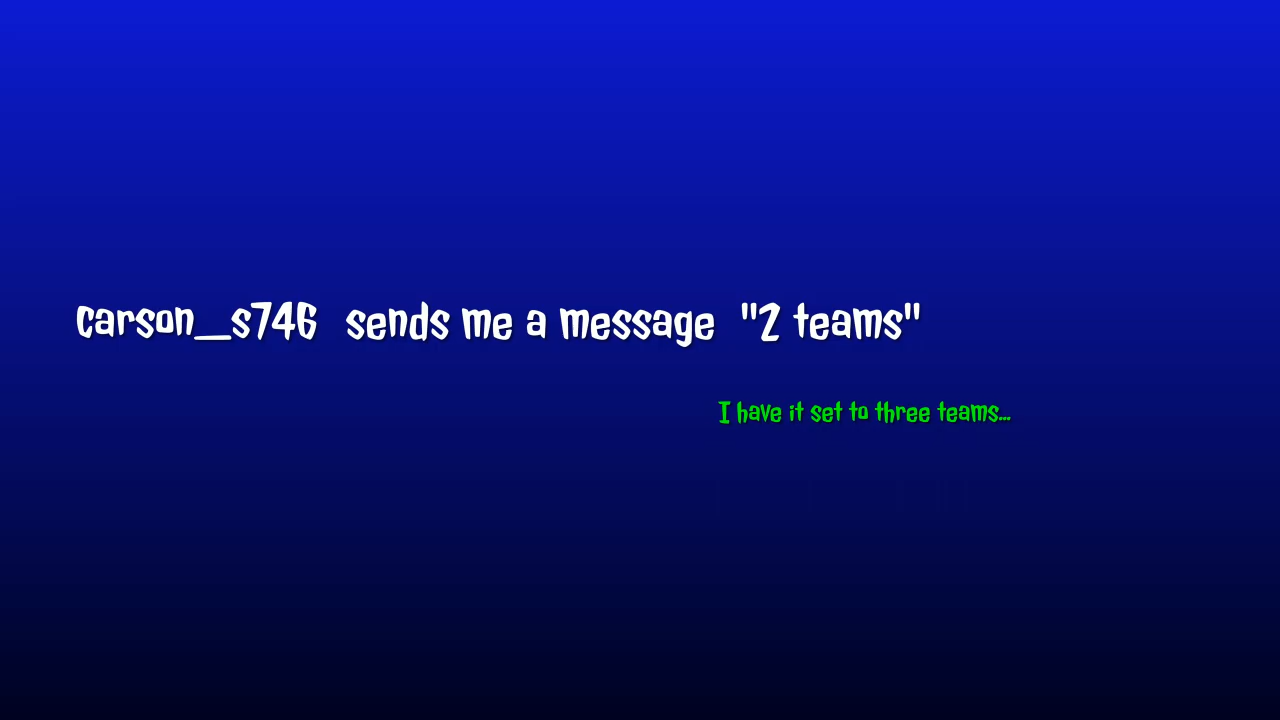 carson_s746 sends me a message "2 teams"
I have it set to three teams...